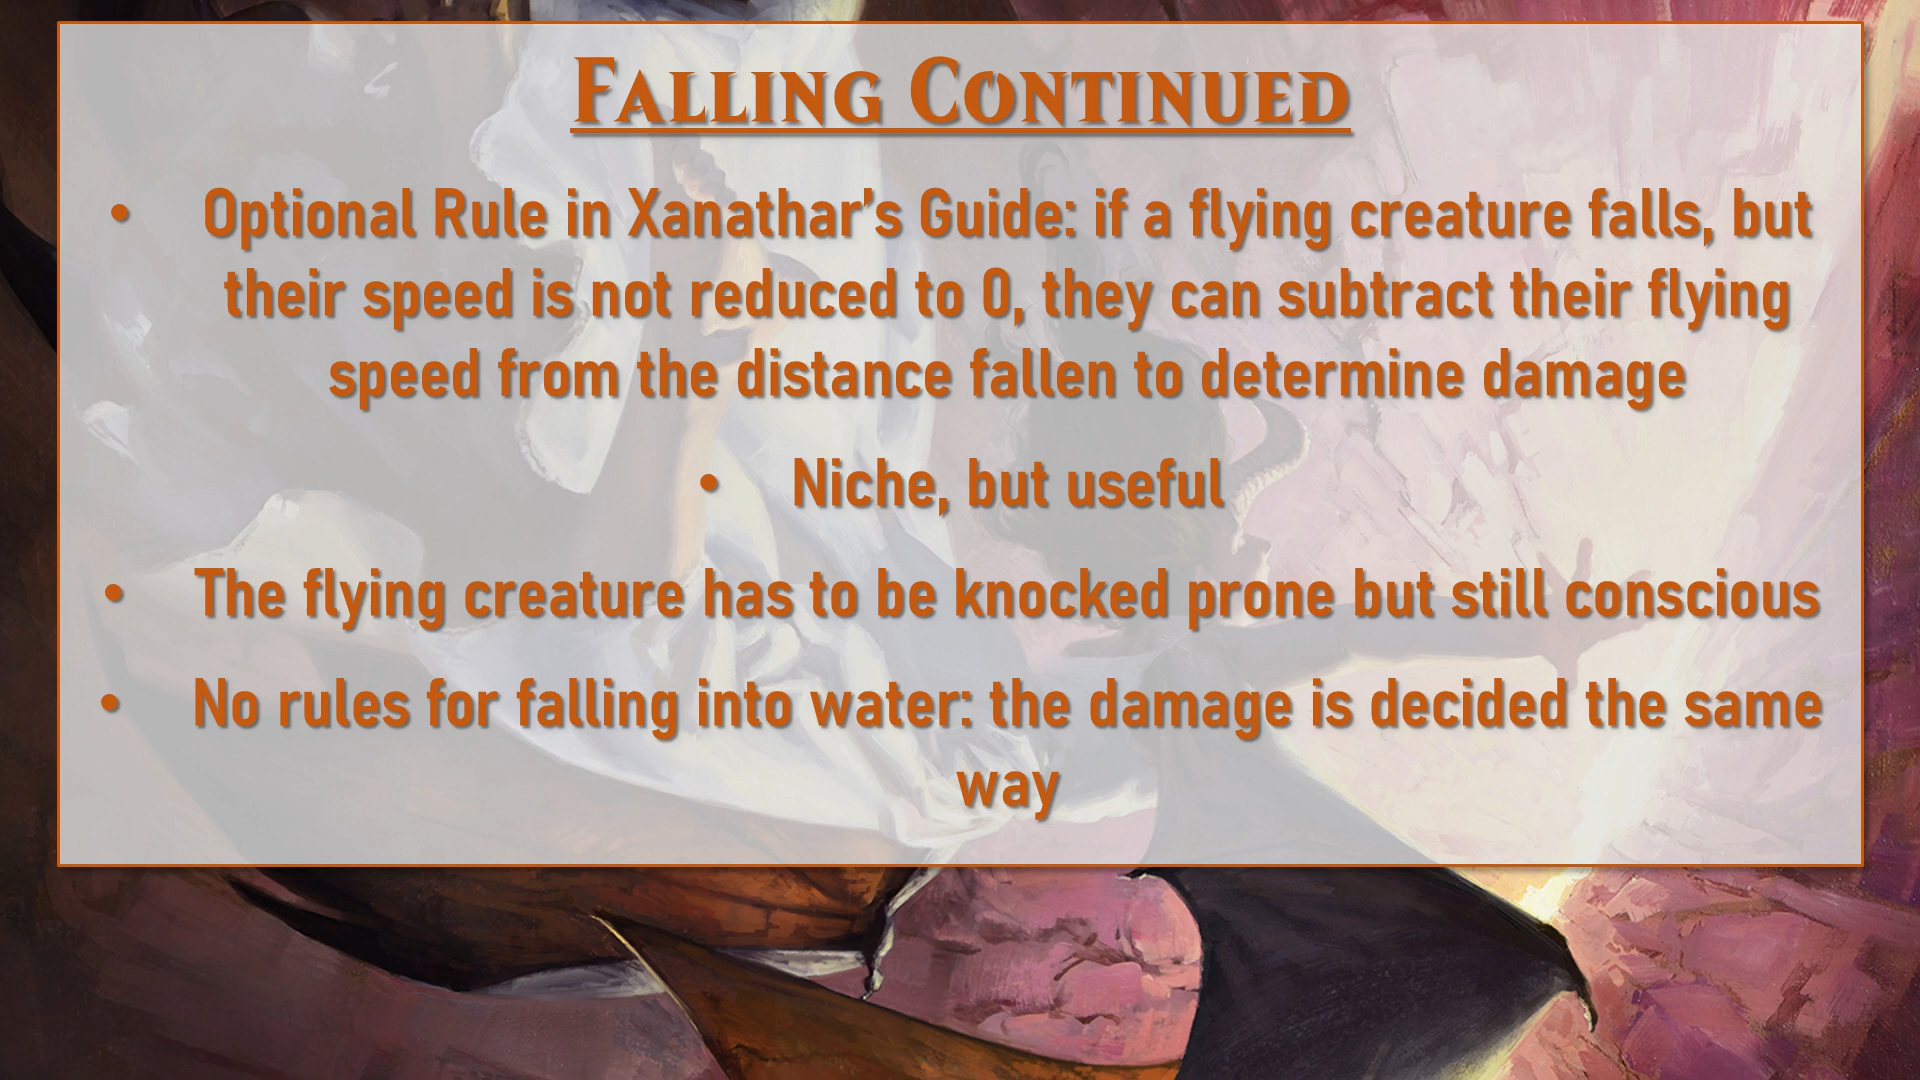 Falling Continued
• Optional Rule in Xanathar's Guide: if a flying creature falls, but
their speed is not reduced to 0, they can subtract their flying
speed from the distance fallen to determine damage
• Niche, but useful
• The flying creature has to be knocked prone but still conscious
• No rules for falling into water: the damage is decided the same
way